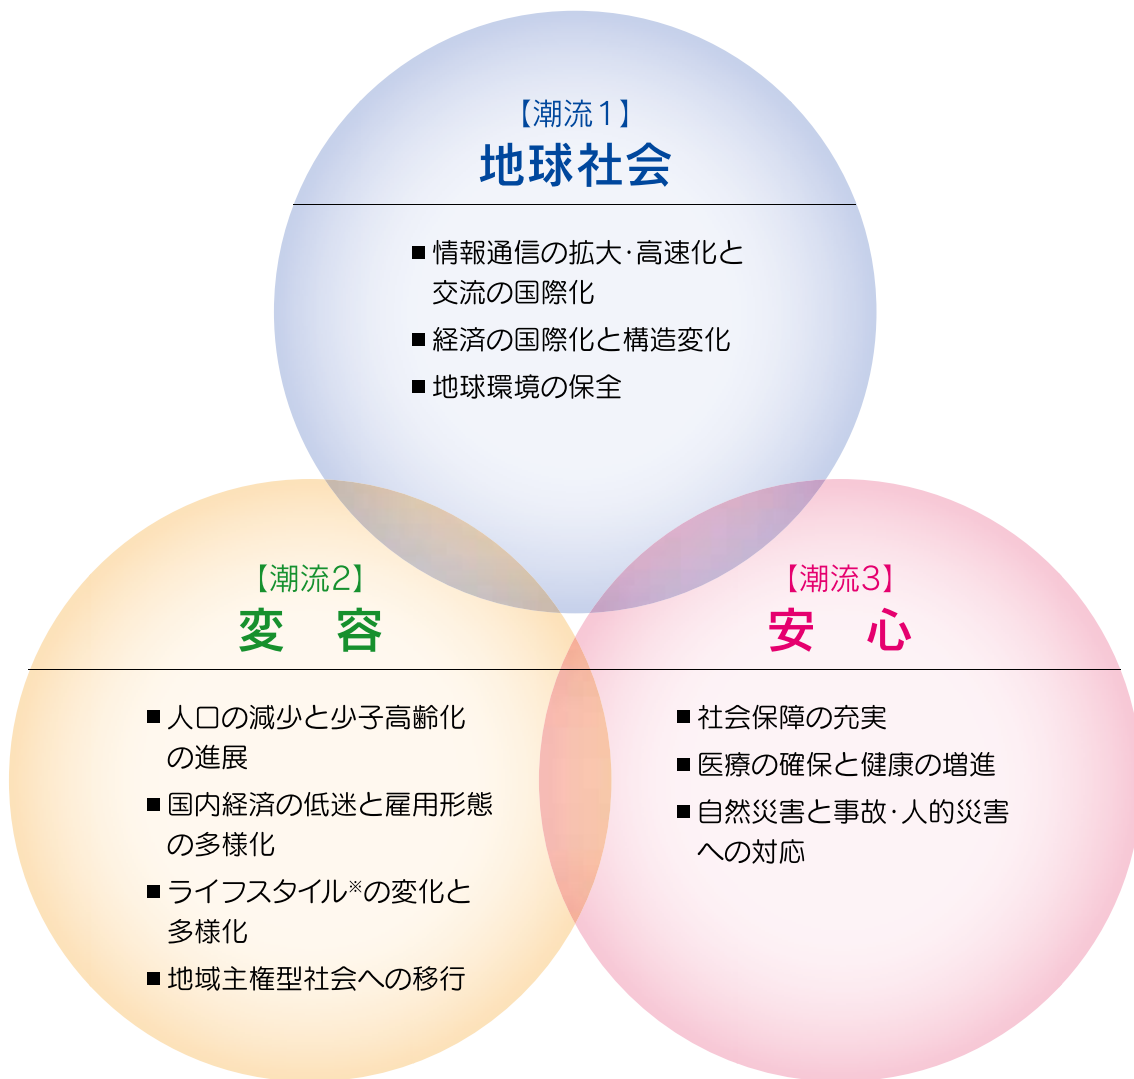 【潮流1】
地球社会
■情報通信の拡大・高速化と
交流の国際化
■経済の国際化と構造変化
■地球環境の保全
【潮流2】
変　容
■人口の減少と少子高齢化
の進展
■国内経済の低迷と雇用形態
の多様化
■ライフスタイル※の変化と
多様化
■地域主権型社会への移行
【潮流3】
安　心
■社会保障の充実
■医療の確保と健康の増進
■自然災害と事故・人的災害
への対応